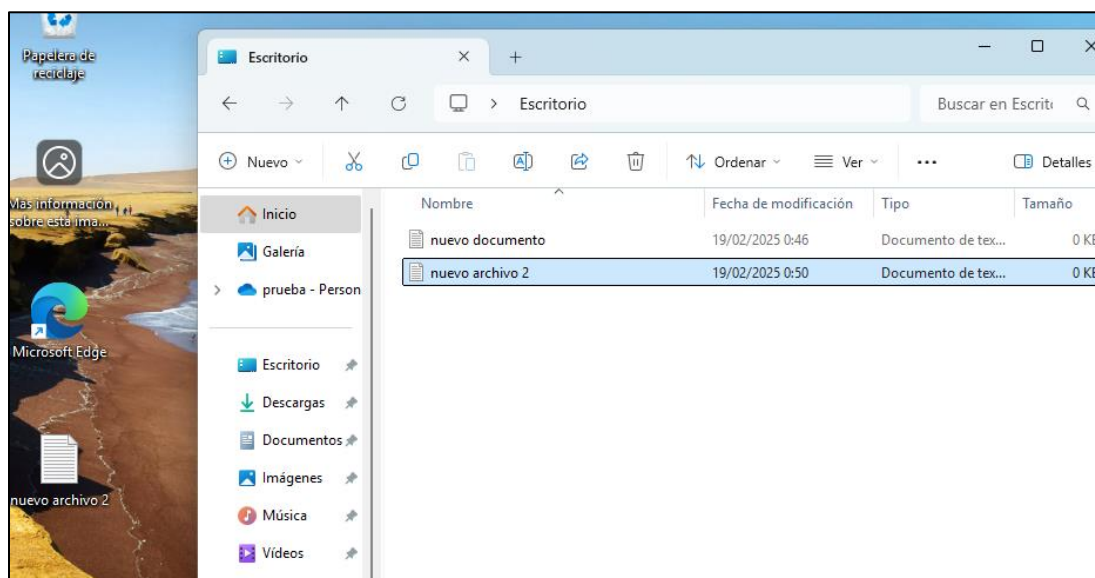 Papelera de
reciclaje
Mas información
sobre esta ima...
Microsoft Edge
nuevo archivo 2
Escritorio
Escritorio
Buscar en Escrit
Nuevo
Ordenar
Ver
Detalles
Nombre
Fecha de modificación
Tipo
Tamaño
nuevo documento
19/02/2025 0:46
Documento de tex...
0 KB
nuevo archivo 2
19/02/2025 0:50
Documento de tex...
0 KB
Inicio
Galería
prueba - Person
Escritorio
Descargas
Documentos
Imágenes
Música
Vídeos